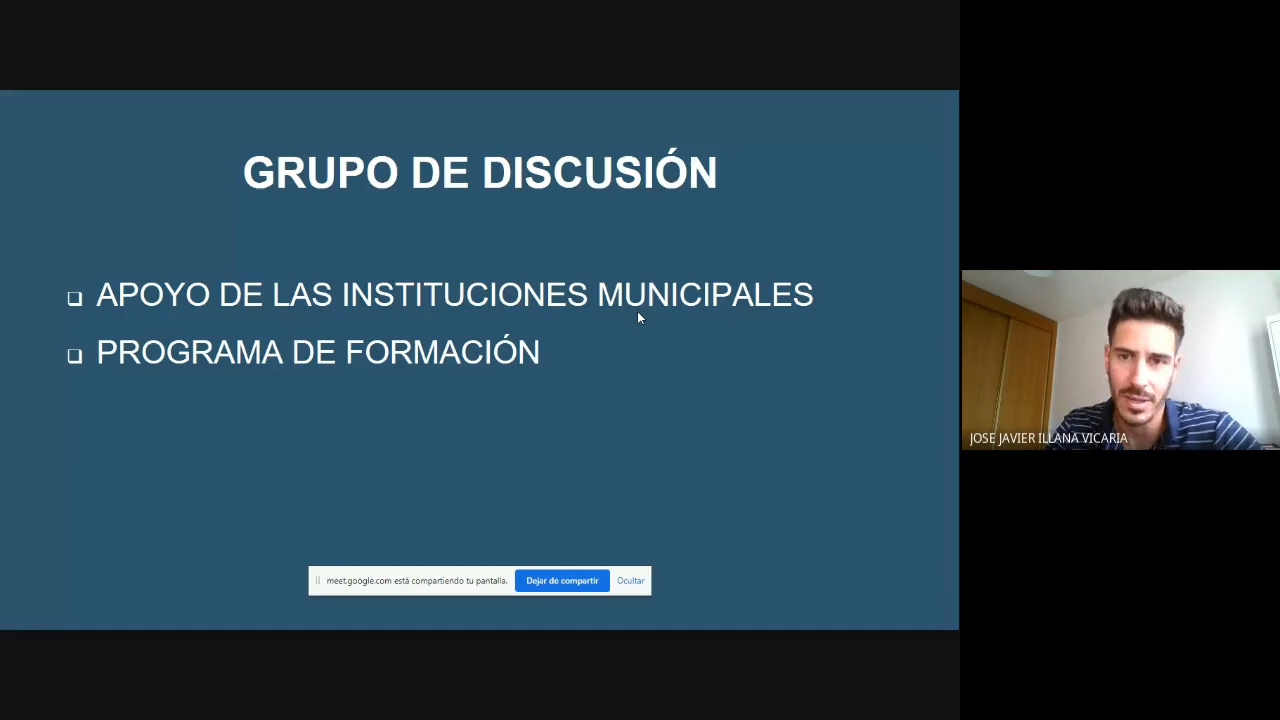 GRUPO DE DISCUSIÓN
❑ APOYO DE LAS INSTITUCIONES MUNICIPALES
❑ PROGRAMA DE FORMACIÓN
JOSE JAVIER ILLANA VICARIA
meet.google.com está compartiendo tu pantalla. Dejar de compartir Ocultar